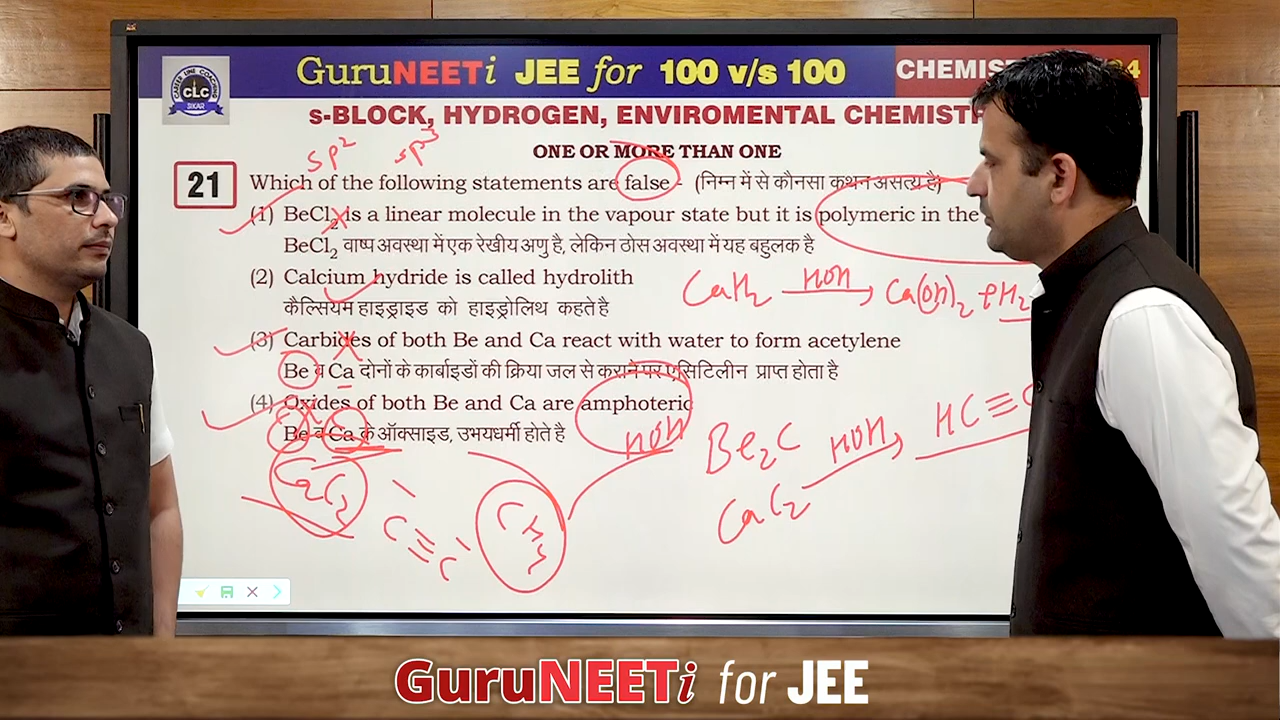 GuruNEETi JEE for 100 v/s 100
CAREER LINE COACHING
CLC
SIKAR
s-BLOCK, HYDROGEN, ENVIROMENTAL CHEMIST
sp² sp³
ONE OR MORE THAN ONE
21 Which of the following statements are false - (निम्न में से कौनसा कथन असत्य है)
(1) BeCl₂ is a linear molecule in the vapour state but it is polymeric in the
BeCl₂ वाष्प अवस्था में एक रेखीय अणु है, लेकिन ठोस अवस्था में यह बहुलक है
(2) Calcium hydride is called hydrolith
कैल्सियम हाइड्राइड को हाइड्रोलिथ कहते है
CaH₂ HOH → Ca(OH)₂ + H₂
(3) Carbides of both Be and Ca react with water to form acetylene
Be व Ca दोनों के कार्बाइडों की क्रिया जल से कराने पर एसिटिलीन प्राप्त होता है
(4) Oxides of both Be and Ca are amphoteric
Be व Ca के ऑक्साइड, उभयधर्मी होते है
HOH Be₂C
CaC₂ HOH → HC≡C
CaC₂
C≡C
CH₄
GuruNEETi for JEE